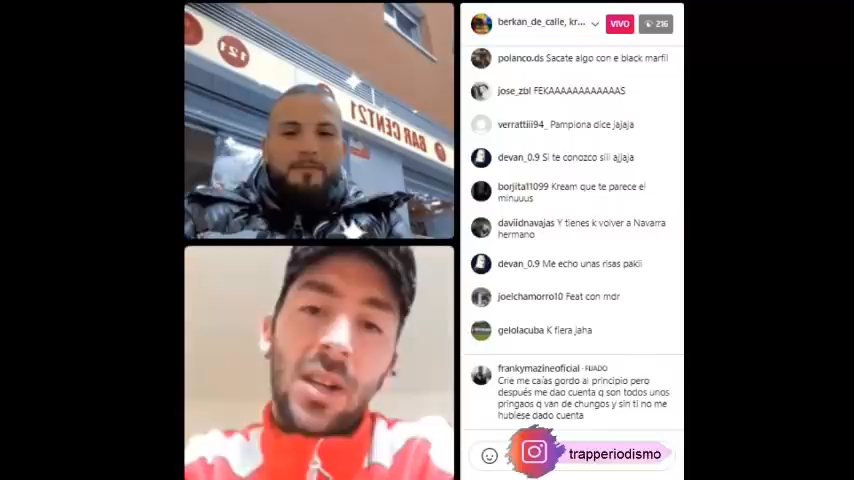 121
BAR CENT21
berkan_de_calle, kr...
VIVO
216
polanco.ds Sacate algo con e black marfil
jose_zbl FEKAAAAAAAAAAAAS
verrattiii94_ Pamplona dice jajaja
devan_0.9 Si te conozco siii ajjaja
borjita11099 Kream que te parece el
minuuus
daviidnavajas Y tienes k volver a Navarra
hermano
devan_0.9 Me echo unas risas pakii
joelchamorro10 Feat con mdr
gelolacuba K fiera jaha
frankymazineoficial · FIJADO
Crie me caías gordo al principio pero
después me dao cuenta q son todos unos
pringaos q van de chungos y sin ti no me
hubiese dado cuenta
trapperiodismo